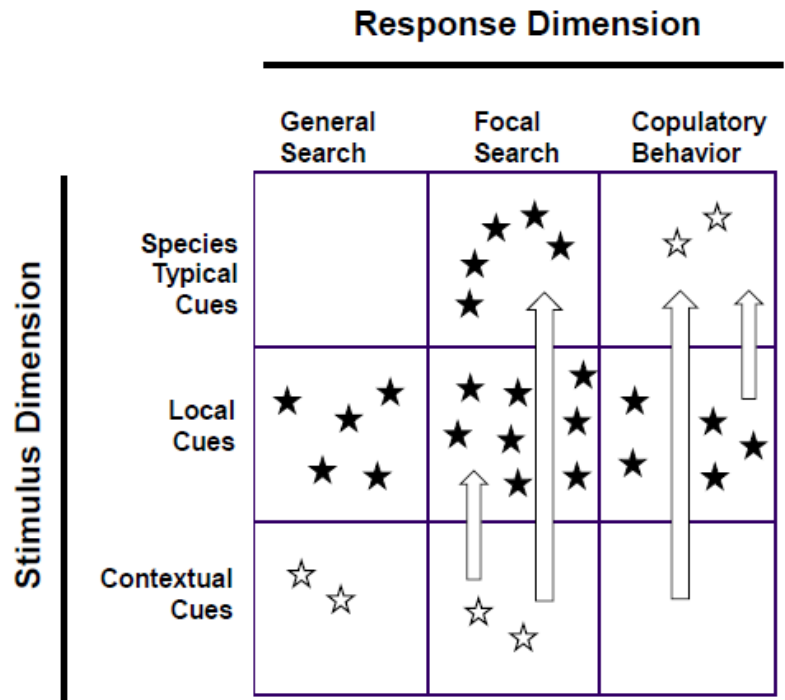 Response Dimension
General
Search
Focal
Search
Copulatory
Behavior
Stimulus Dimension
Species
Typical
Cues
Local
Cues
Contextual
Cues